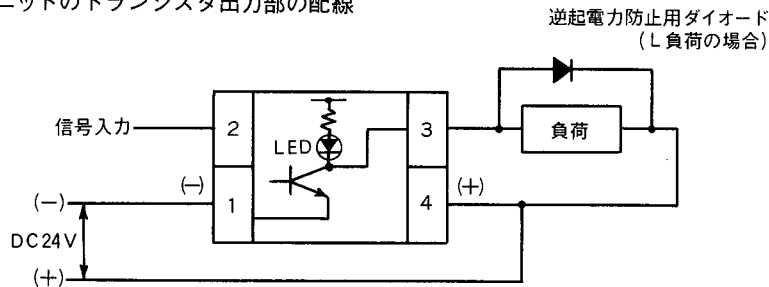 ニットのトランジスタ出力部の配線
逆起電力防止用ダイオード
(L負荷の場合)
信号入力
2
LED
3
負荷
(−)
(−)
1
4
(+)
DC24V
(+)